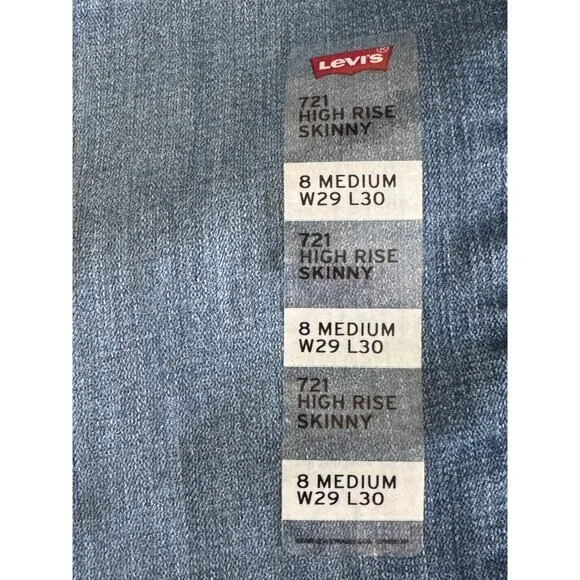 Levi's ®
721
HIGH RISE
SKINNY
8 MEDIUM
W29 L30
721
HIGH RISE
SKINNY
8 MEDIUM
W29 L30
721
HIGH RISE
SKINNY
8 MEDIUM
W29 L30